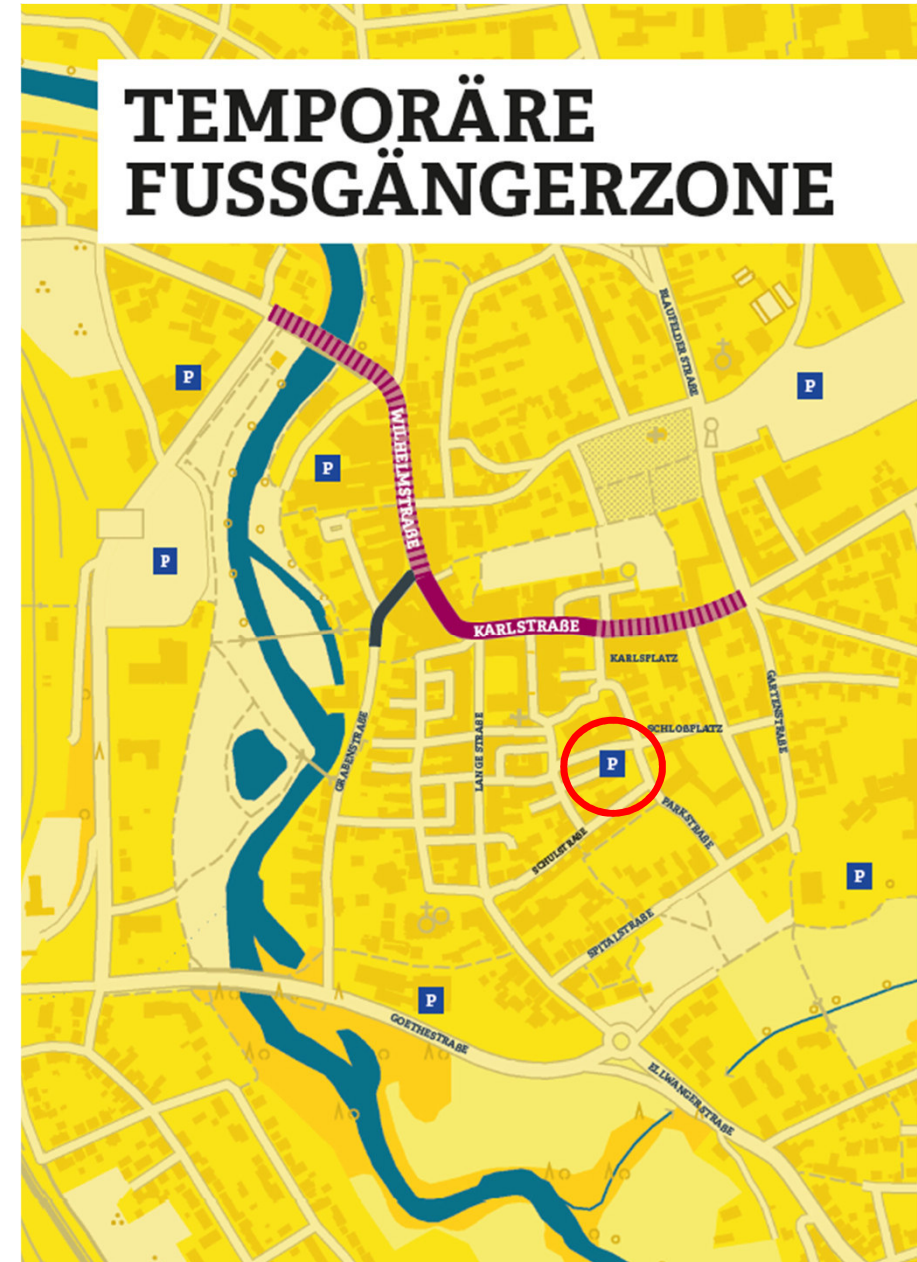 TEMPORÄRE
FUSSGÄNGERZONE
BLAUFELDER STRAßE
P
P
WILHELMSTRAßE
P
P
KARLSTRAßE
KARLSPLATZ
GARTENSTRAßE
GRABENSTRAßE
LANGE STRAßE
SCHLOßPLATZ
P
PARKSTRAßE
SCHULSTRAßE
P
SPITALSTRAßE
P
GOETHESTRAßE
ELLWANGER STRAßE